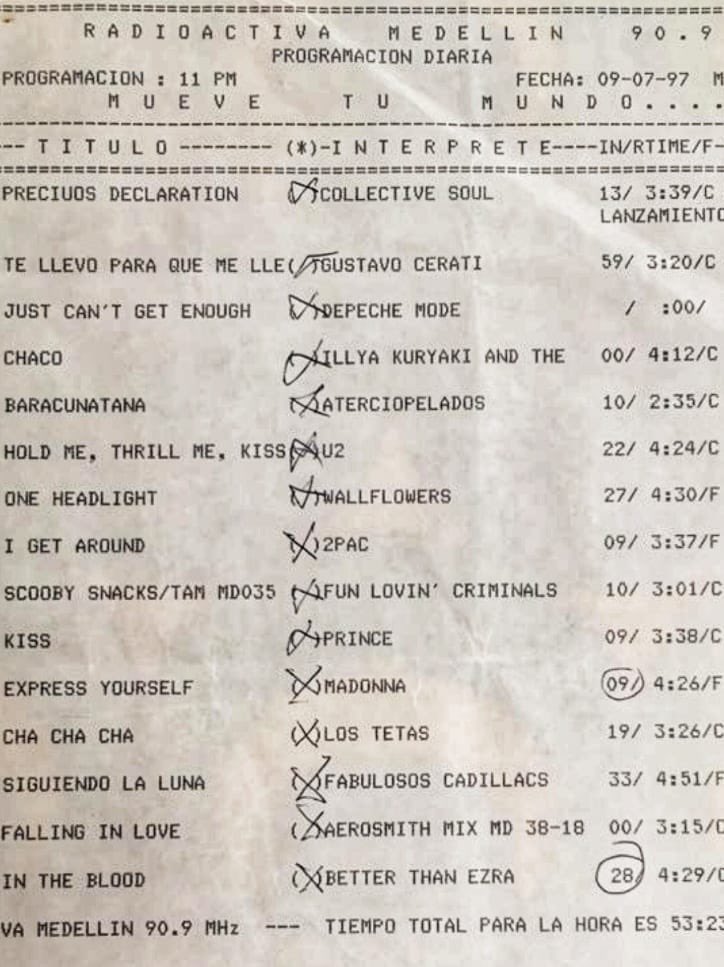 RADIOACTIVA MEDELLIN 90.9
PROGRAMACION DIARIA
PROGRAMACION : 11 PM FECHA: 09-07-97 M
MUEVE TU MUNDO....
--- TITULO -------- (*)-INTERPRETE----IN/RTIME/F-
PRECIUOS DECLARATION (X)COLLECTIVE SOUL 13/ 3:39/C
LANZAMIENTO
TE LLEVO PARA QUE ME LLE( )GUSTAVO CERATI 59/ 3:20/C
JUST CAN'T GET ENOUGH (X)DEPECHE MODE / :00/
CHACO (X)ILLYA KURYAKI AND THE 00/ 4:12/C
BARACUNATANA (X)ATERCIOPELADOS 10/ 2:35/C
HOLD ME, THRILL ME, KISS(X)U2 22/ 4:24/C
ONE HEADLIGHT (X)WALLFLOWERS 27/ 4:30/F
I GET AROUND (X)2PAC 09/ 3:37/F
SCOOBY SNACKS/TAM MD035 (X)FUN LOVIN' CRIMINALS 10/ 3:01/C
KISS (X)PRINCE 09/ 3:38/C
EXPRESS YOURSELF (X)MADONNA 09/ 4:26/F
CHA CHA CHA (X)LOS TETAS 19/ 3:26/C
SIGUIENDO LA LUNA (X)FABULOSOS CADILLACS 33/ 4:51/F
FALLING IN LOVE (X)AEROSMITH MIX MD 38-18 00/ 3:15/C
IN THE BLOOD (X)BETTER THAN EZRA 28/ 4:29/C
VA MEDELLIN 90.9 MHz --- TIEMPO TOTAL PARA LA HORA ES 53:23